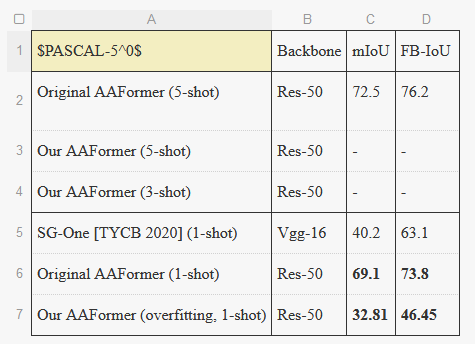 A B C D
1 $PASCAL-5^0$ Backbone mIoU FB-IoU
2 Original AAFormer (5-shot) Res-50 72.5 76.2
3 Our AAFormer (5-shot) Res-50 - -
4 Our AAFormer (3-shot) Res-50 - -
5 SG-One [TYCB 2020] (1-shot) Vgg-16 40.2 63.1
6 Original AAFormer (1-shot) Res-50 69.1 73.8
7 Our AAFormer (overfitting, 1-shot) Res-50 32.81 46.45